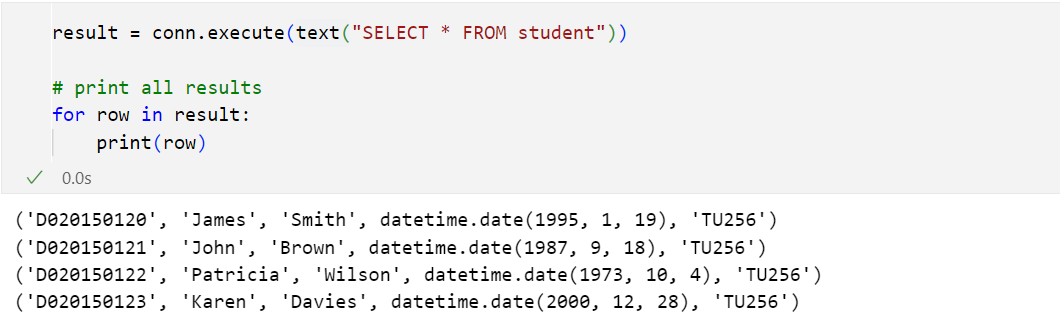 result = conn.execute(text("SELECT * FROM student"))
# print all results
for row in result:
    print(row)
0.0s
('D020150120', 'James', 'Smith', datetime.date(1995, 1, 19), 'TU256')
('D020150121', 'John', 'Brown', datetime.date(1987, 9, 18), 'TU256')
('D020150122', 'Patricia', 'Wilson', datetime.date(1973, 10, 4), 'TU256')
('D020150123', 'Karen', 'Davies', datetime.date(2000, 12, 28), 'TU256')